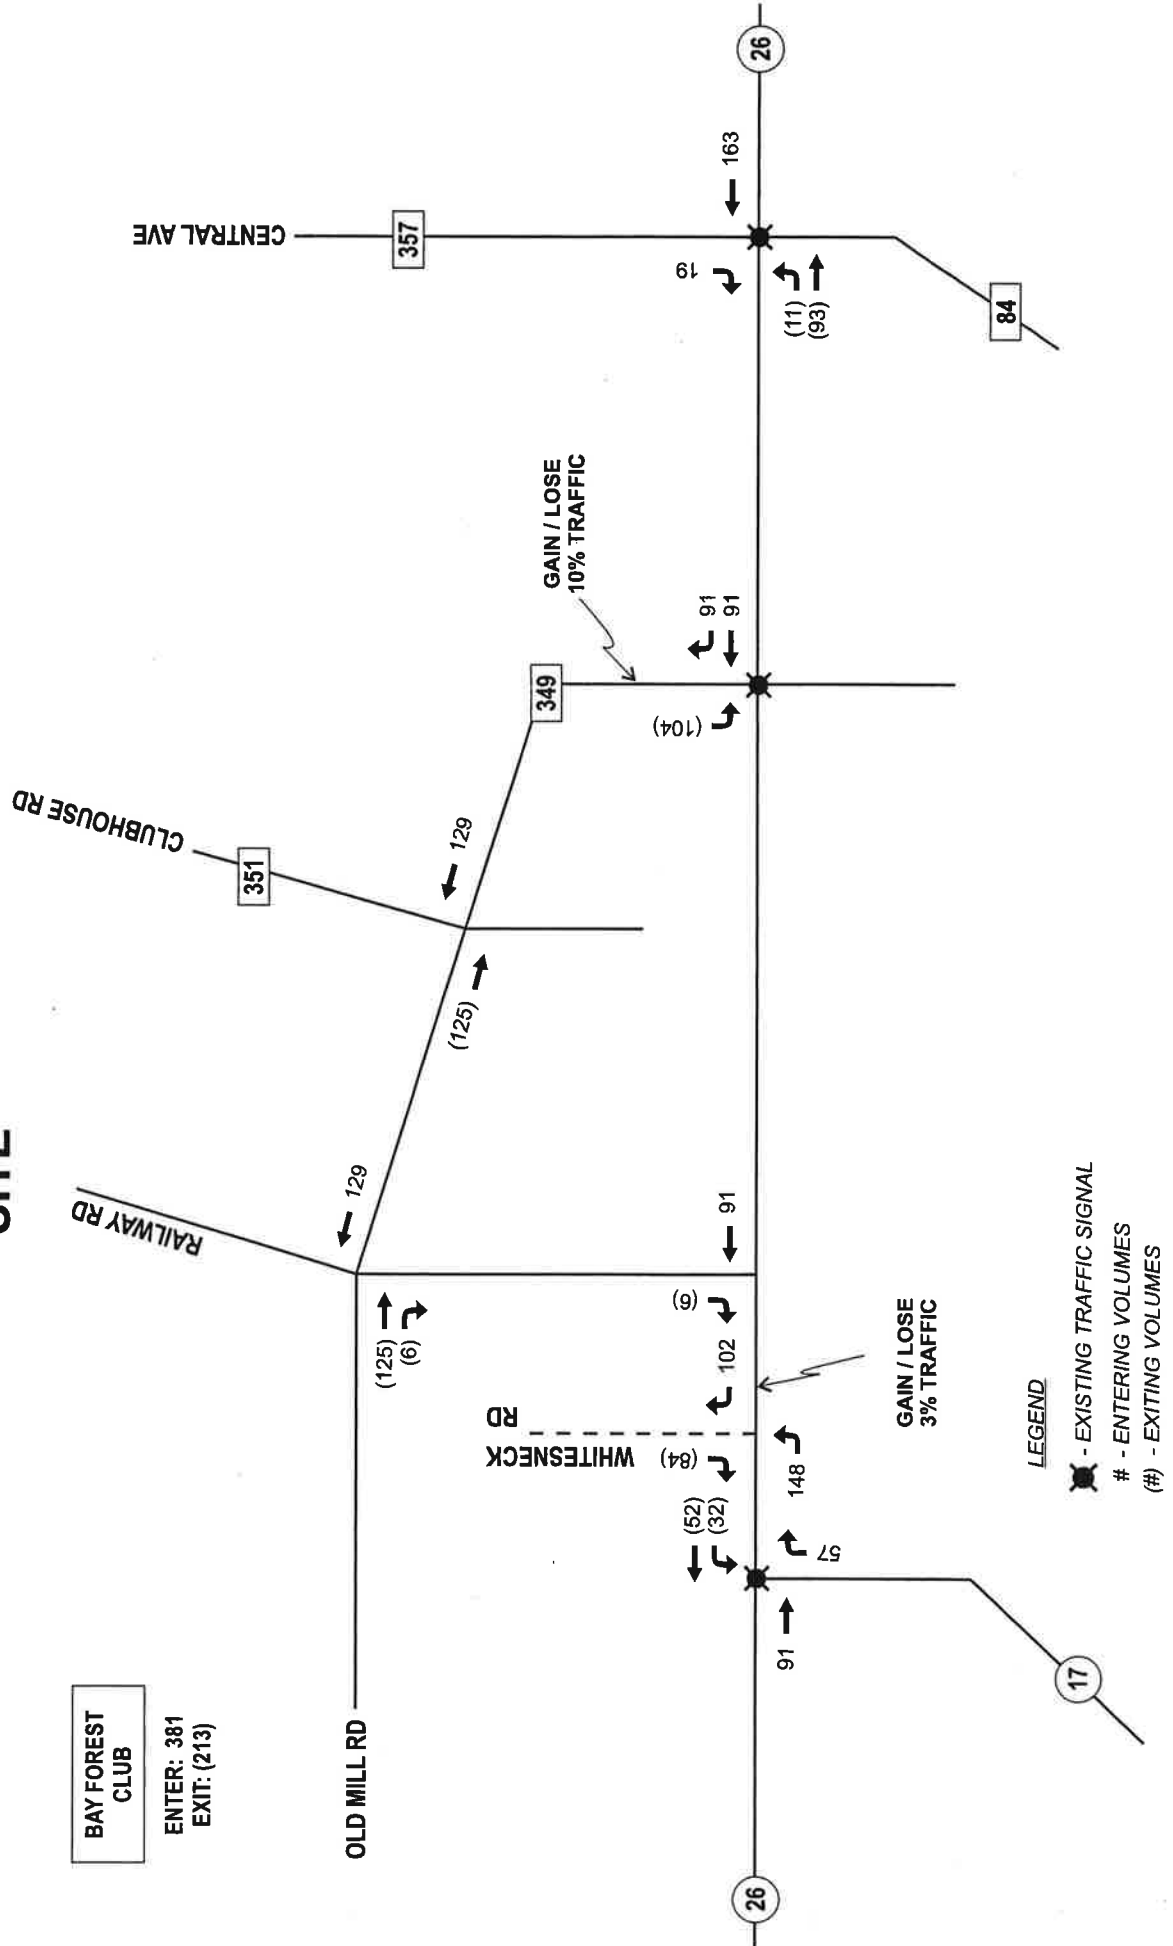 BAY FOREST
CLUB
ENTER: 381
EXIT: (213)
RAILWAY RD
CLUBHOUSE RD
351
CENTRAL AVE
357
OLD MILL RD
129
(125)
(6)
129
(125)
349
GAIN / LOSE
10% TRAFFIC
WHITESNECK
RD
(52)
(32)
(84)
102
(6)
91
(104)
91
91
19
163
26
26
91
57
148
(11)
(93)
84
17
GAIN / LOSE
3% TRAFFIC
LEGEND
- EXISTING TRAFFIC SIGNAL
# - ENTERING VOLUMES
(#) - EXITING VOLUMES